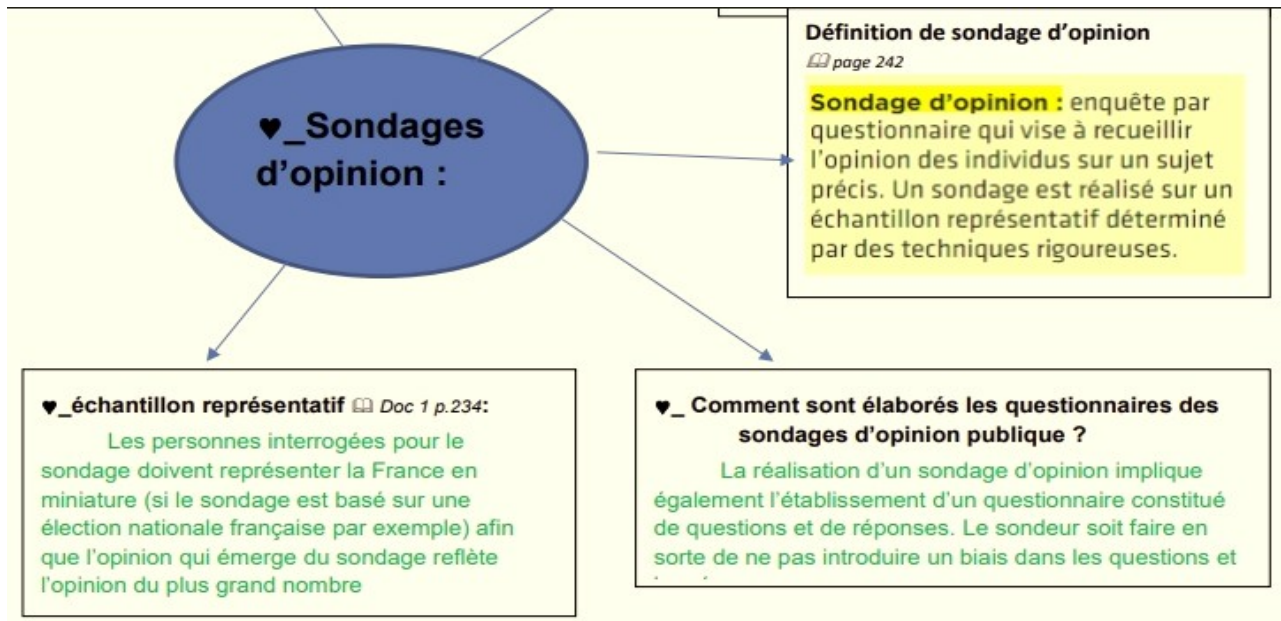 ♥_Sondages
d’opinion :
Définition de sondage d’opinion
page 242
Sondage d’opinion : enquête par
questionnaire qui vise à recueillir
l’opinion des individus sur un sujet
précis. Un sondage est réalisé sur un
échantillon représentatif déterminé
par des techniques rigoureuses.
♥_échantillon représentatif Doc 1 p.234:
Les personnes interrogées pour le
sondage doivent représenter la France en
miniature (si le sondage est basé sur une
élection nationale française par exemple) afin
que l’opinion qui émerge du sondage reflète
l’opinion du plus grand nombre
♥_ Comment sont élaborés les questionnaires des
sondages d’opinion publique ?
La réalisation d’un sondage d’opinion implique
également l’établissement d’un questionnaire constitué
de questions et de réponses. Le sondeur soit faire en
sorte de ne pas introduire un biais dans les questions et